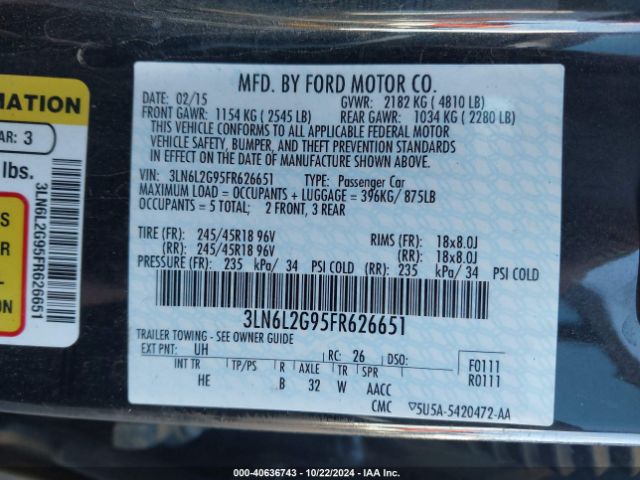 MATION
AR: 3
lbs.
3LN6L2G95FR626651
MFD. BY FORD MOTOR CO.
DATE: 02/15 GVWR: 2182 KG ( 4810 LB)
FRONT GAWR: 1154 KG ( 2545 LB) REAR GAWR: 1034 KG ( 2280 LB)
THIS VEHICLE CONFORMS TO ALL APPLICABLE FEDERAL MOTOR
VEHICLE SAFETY, BUMPER, AND THEFT PREVENTION STANDARDS
IN EFFECT ON THE DATE OF MANUFACTURE SHOWN ABOVE.
VIN: 3LN6L2G95FR626651 TYPE: Passenger Car
MAXIMUM LOAD = OCCUPANTS + LUGGAGE = 396KG/ 875LB
OCCUPANTS = 5 TOTAL; 2 FRONT, 3 REAR
TIRE (FR): 245/45R18 96V RIMS (FR): 18x8.0J
(RR): 245/45R18 96V (RR): 18x8.0J
PRESSURE (FR): 235 kPa/ 34 PSI COLD (RR): 235 kPa/ 34 PSI COLD
3LN6L2G95FR626651
TRAILER TOWING - SEE OWNER GUIDE
EXT PNT: UH RC: 26 DSO: F0111
INT TR TP/PS R AXLE TR SPR R0111
HE B 32 W AACC
CMC ▽5U5A-5420472-AA
000-40636743 | 10/22/2024 | IAA Inc.